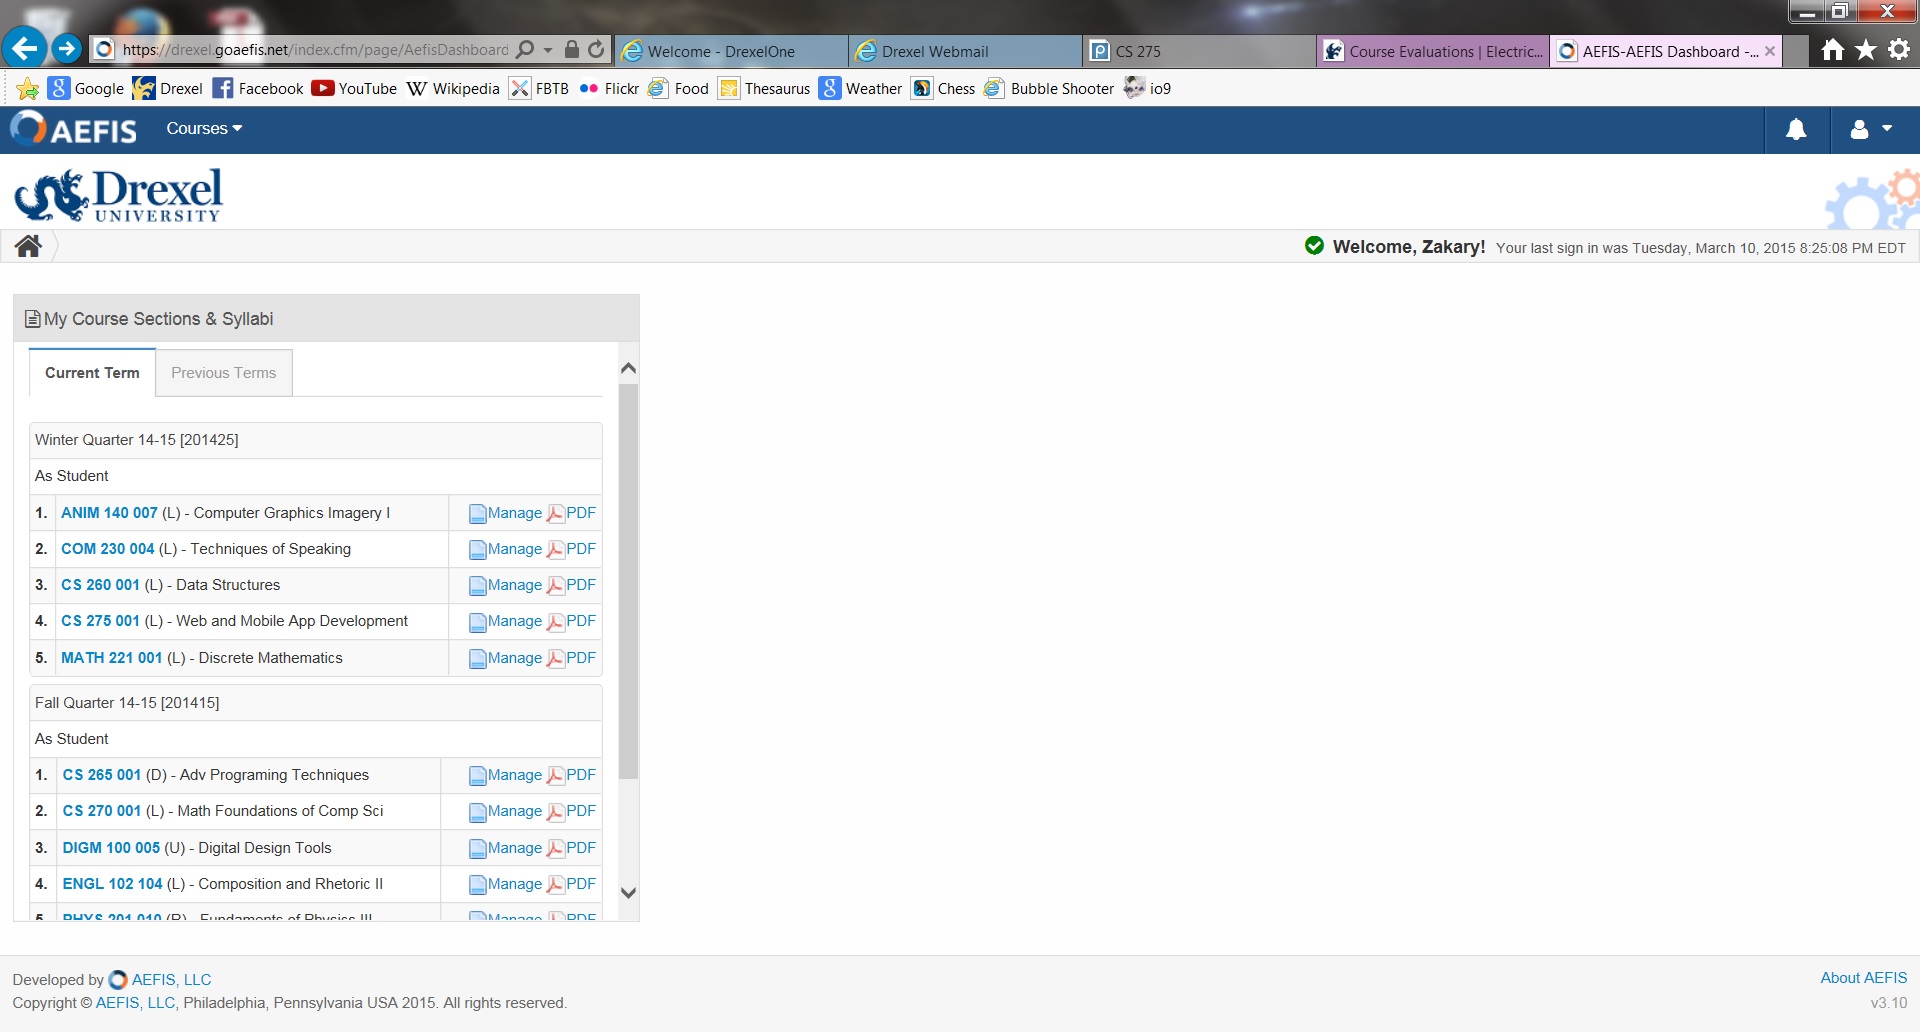 https://drexel.goaefis.net/index.cfm/page/AefisDashboard
Welcome - DrexelOne
Drexel Webmail
CS 275
Course Evaluations | Electric...
AEFIS-AEFIS Dashboard -...
Google
Drexel
Facebook
YouTube
Wikipedia
FBTB
Flickr
Food
Thesaurus
Weather
Chess
Bubble Shooter
io9
AEFIS
Courses
Drexel
UNIVERSITY
Welcome, Zakary! Your last sign in was Tuesday, March 10, 2015 8:25:08 PM EDT
My Course Sections & Syllabi
Current Term
Previous Terms
Winter Quarter 14-15 [201425]
As Student
1. ANIM 140 007 (L) - Computer Graphics Imagery I Manage PDF
2. COM 230 004 (L) - Techniques of Speaking Manage PDF
3. CS 260 001 (L) - Data Structures Manage PDF
4. CS 275 001 (L) - Web and Mobile App Development Manage PDF
5. MATH 221 001 (L) - Discrete Mathematics Manage PDF
Fall Quarter 14-15 [201415]
As Student
1. CS 265 001 (D) - Adv Programing Techniques Manage PDF
2. CS 270 001 (L) - Math Foundations of Comp Sci Manage PDF
3. DIGM 100 005 (U) - Digital Design Tools Manage PDF
4. ENGL 102 104 (L) - Composition and Rhetoric II Manage PDF
5. PHYS 201 010 (R) - Fundaments of Physics III Manage PDF
Developed by AEFIS, LLC
Copyright © AEFIS, LLC, Philadelphia, Pennsylvania USA 2015. All rights reserved.
About AEFIS
v3.10